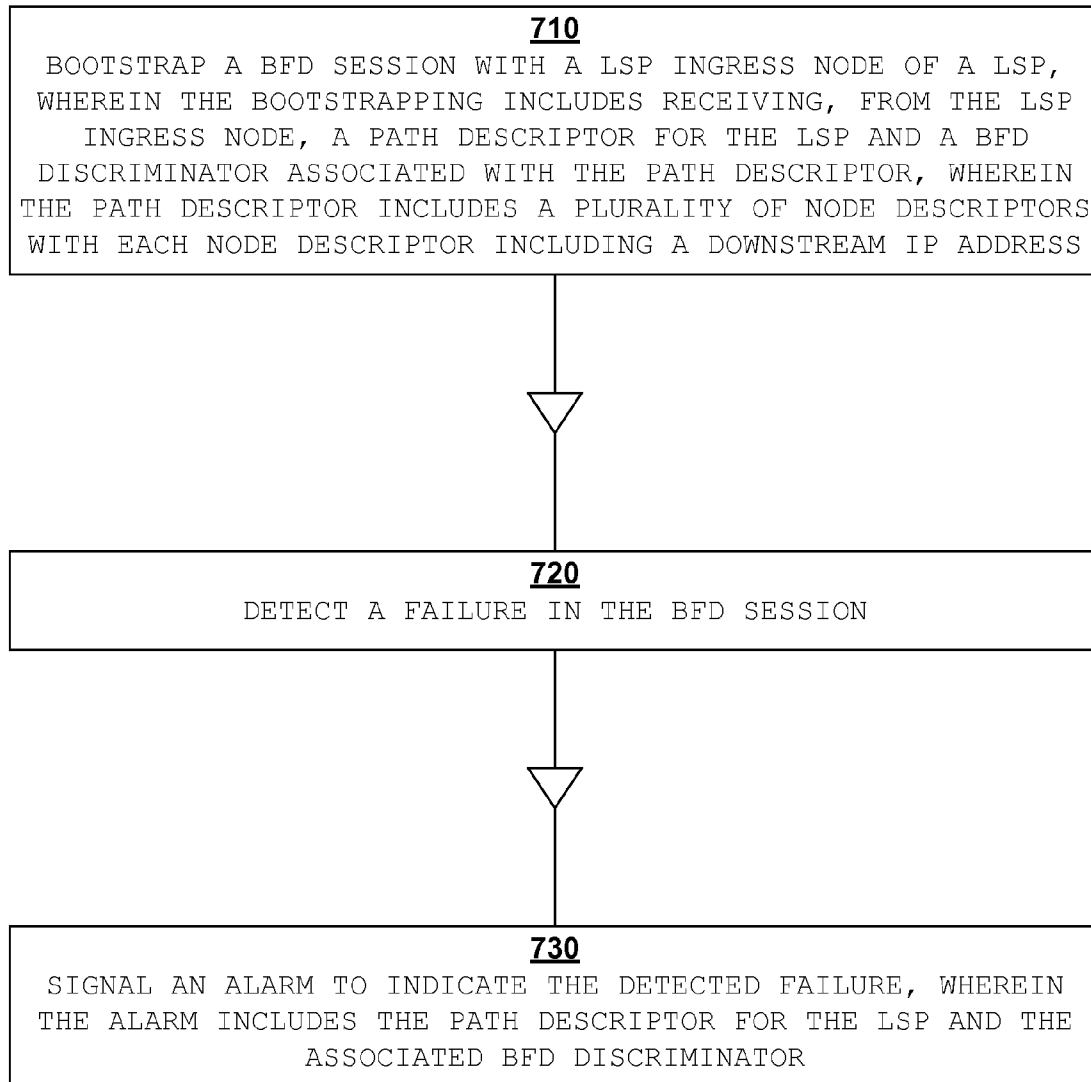 710
BOOTSTRAP A BFD SESSION WITH A LSP INGRESS NODE OF A LSP,
WHEREIN THE BOOTSTRAPPING INCLUDES RECEIVING, FROM THE LSP
INGRESS NODE, A PATH DESCRIPTOR FOR THE LSP AND A BFD
DISCRIMINATOR ASSOCIATED WITH THE PATH DESCRIPTOR, WHEREIN
THE PATH DESCRIPTOR INCLUDES A PLURALITY OF NODE DESCRIPTORS
WITH EACH NODE DESCRIPTOR INCLUDING A DOWNSTREAM IP ADDRESS
720
DETECT A FAILURE IN THE BFD SESSION
730
SIGNAL AN ALARM TO INDICATE THE DETECTED FAILURE, WHEREIN
THE ALARM INCLUDES THE PATH DESCRIPTOR FOR THE LSP AND THE
ASSOCIATED BFD DISCRIMINATOR